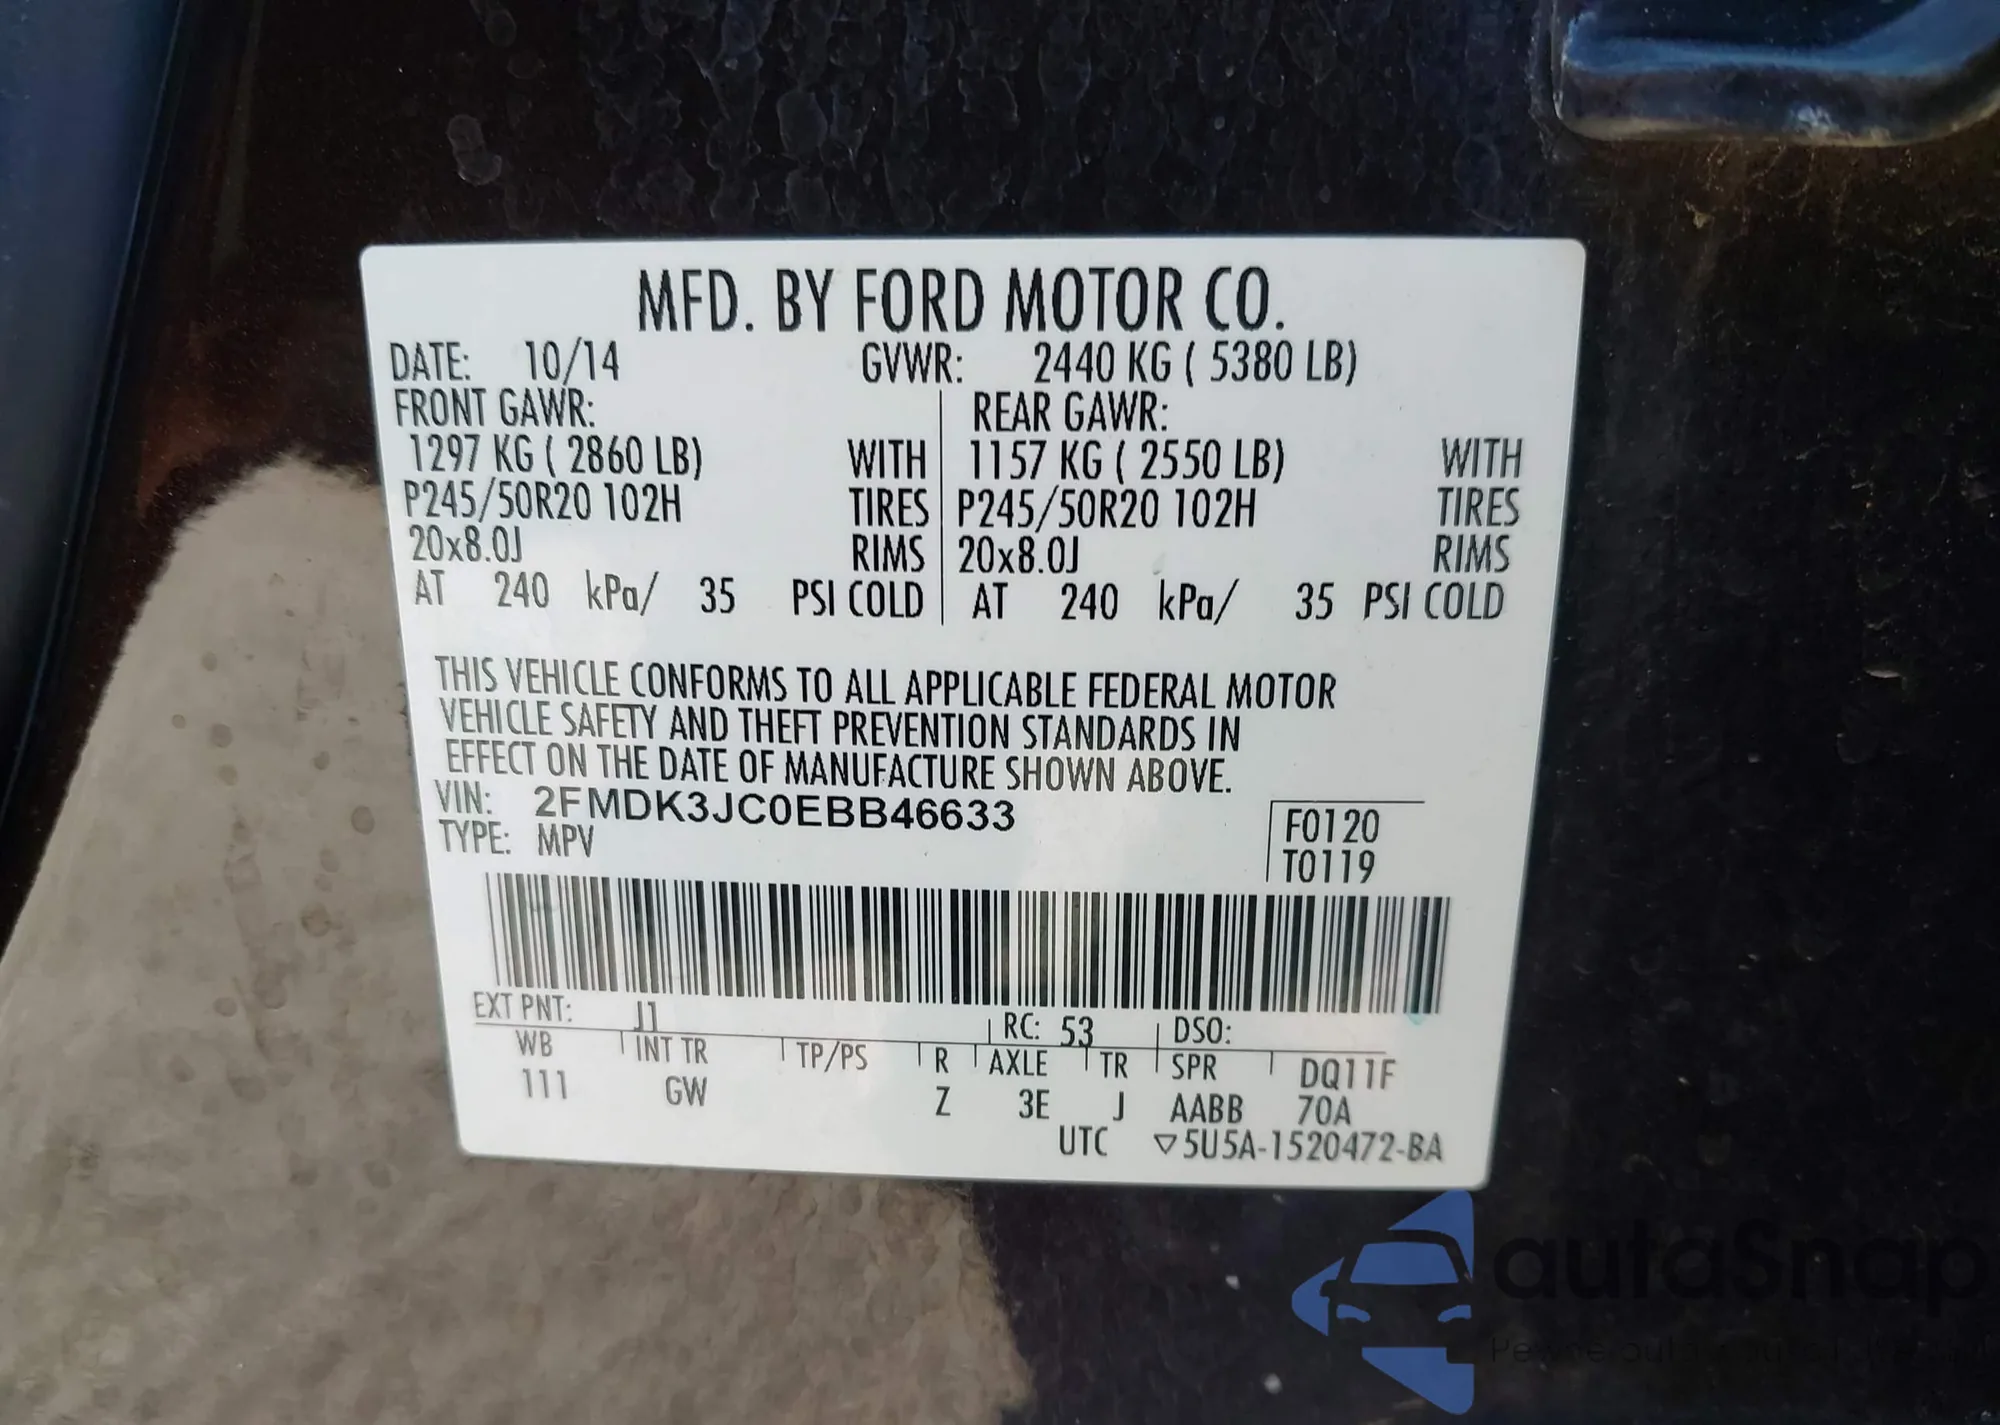 MFD. BY FORD MOTOR CO.
DATE: 10/14 GVWR: 2440 KG ( 5380 LB)
FRONT GAWR: REAR GAWR:
1297 KG ( 2860 LB) WITH 1157 KG ( 2550 LB) WITH
P245/50R20 102H TIRES P245/50R20 102H TIRES
20x8.0J RIMS 20x8.0J RIMS
AT 240 kPa/ 35 PSI COLD AT 240 kPa/ 35 PSI COLD
THIS VEHICLE CONFORMS TO ALL APPLICABLE FEDERAL MOTOR
VEHICLE SAFETY AND THEFT PREVENTION STANDARDS IN
EFFECT ON THE DATE OF MANUFACTURE SHOWN ABOVE.
VIN: 2FMDK3JC0EBB46633
TYPE: MPV
F0120
T0119
EXT PNT: J1 RC: 53 DSO:
WB INT TR TP/PS R AXLE TR SPR DQ11F
111 GW Z 3E J AABB 70A
UTC ▽5U5A-1520472-BA
autoSnap